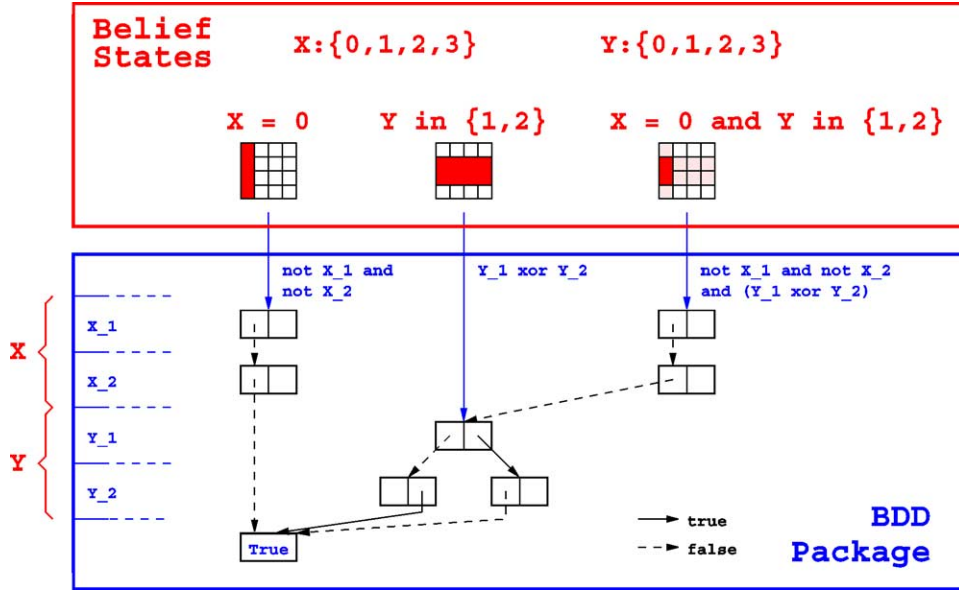 Belief
States
X:{0,1,2,3}
Y:{0,1,2,3}
X = 0
Y in {1,2}
X = 0 and Y in {1,2}
not X_1 and
not X_2
Y_1 xor Y_2
not X_1 and not X_2
and (Y_1 xor Y_2)
X
X_1
X_2
Y
Y_1
Y_2
True
true
false
BDD
Package